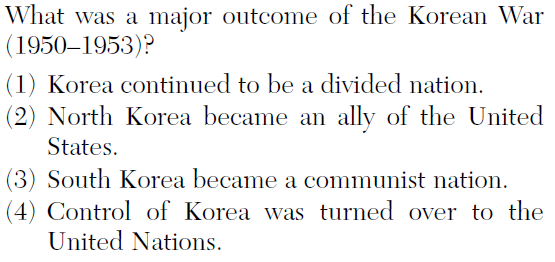 What was a major outcome of the Korean War
(1950–1953)?
(1) Korea continued to be a divided nation.
(2) North Korea became an ally of the United
States.
(3) South Korea became a communist nation.
(4) Control of Korea was turned over to the
United Nations.